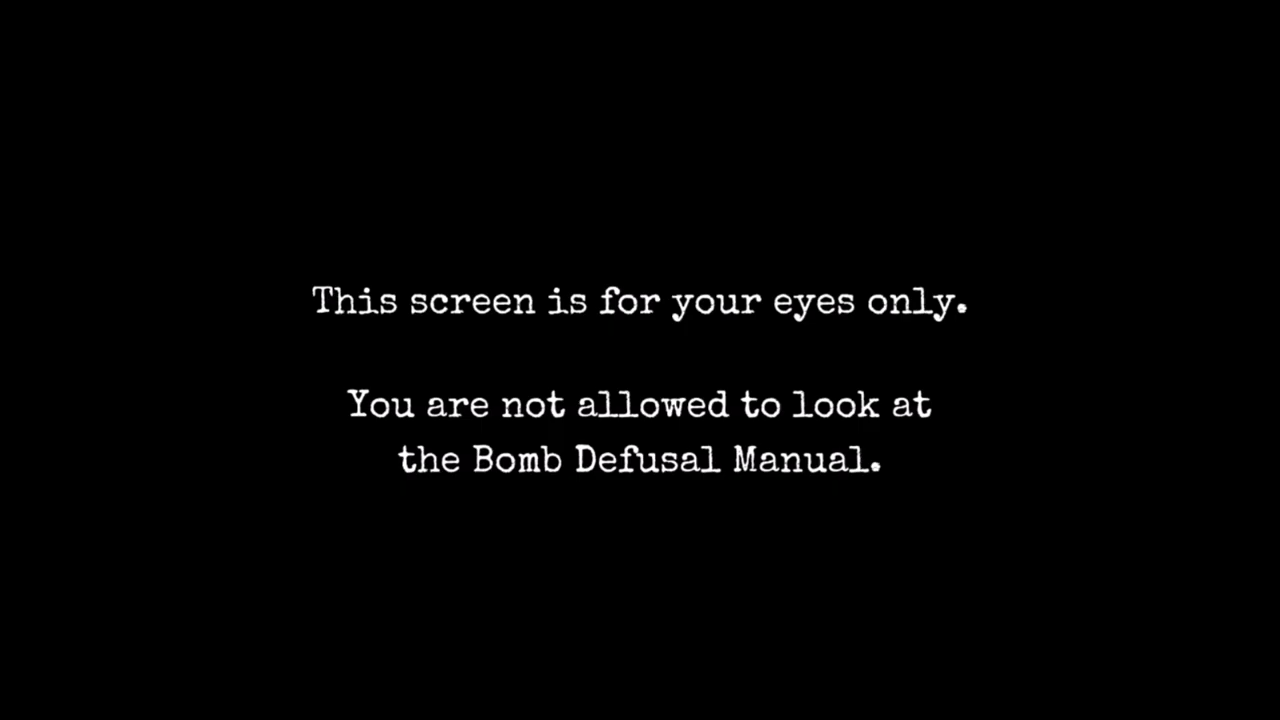 This screen is for your eyes only.
You are not allowed to look at
the Bomb Defusal Manual.